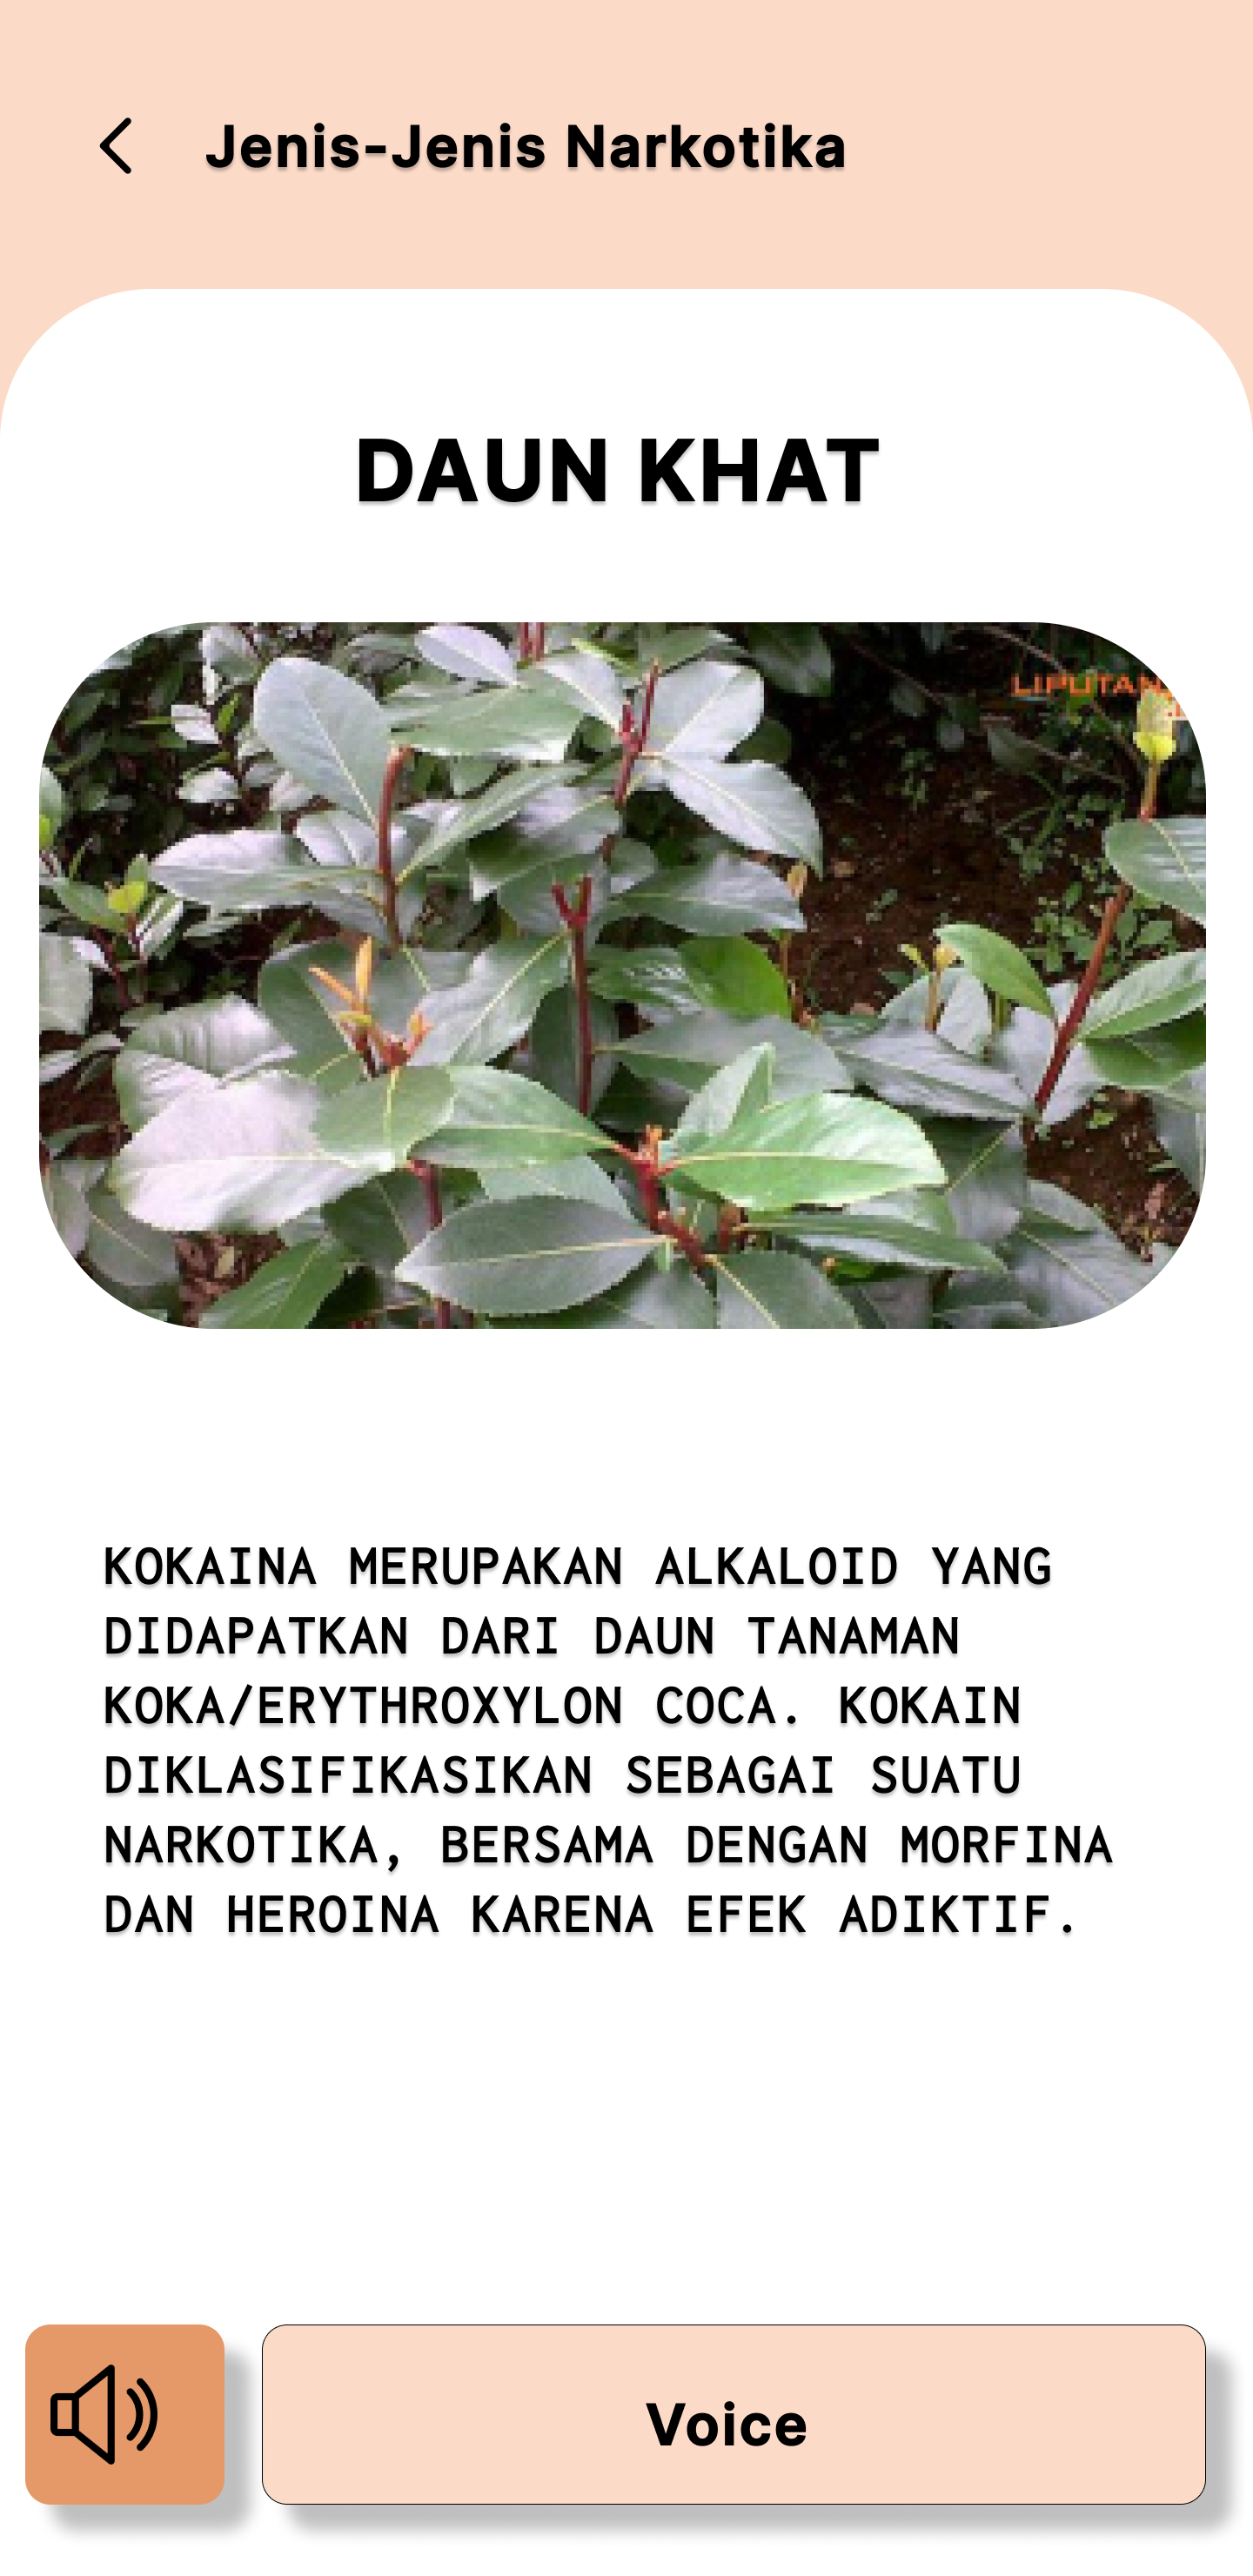 Jenis-Jenis Narkotika
DAUN KHAT
KOKAINA MERUPAKAN ALKALOID YANG
DIDAPATKAN DARI DAUN TANAMAN
KOKA/ERYTHROXYLON COCA. KOKAIN
DIKLASIFIKASIKAN SEBAGAI SUATU
NARKOTIKA, BERSAMA DENGAN MORFINA
DAN HEROINA KARENA EFEK ADIKTIF.
Voice